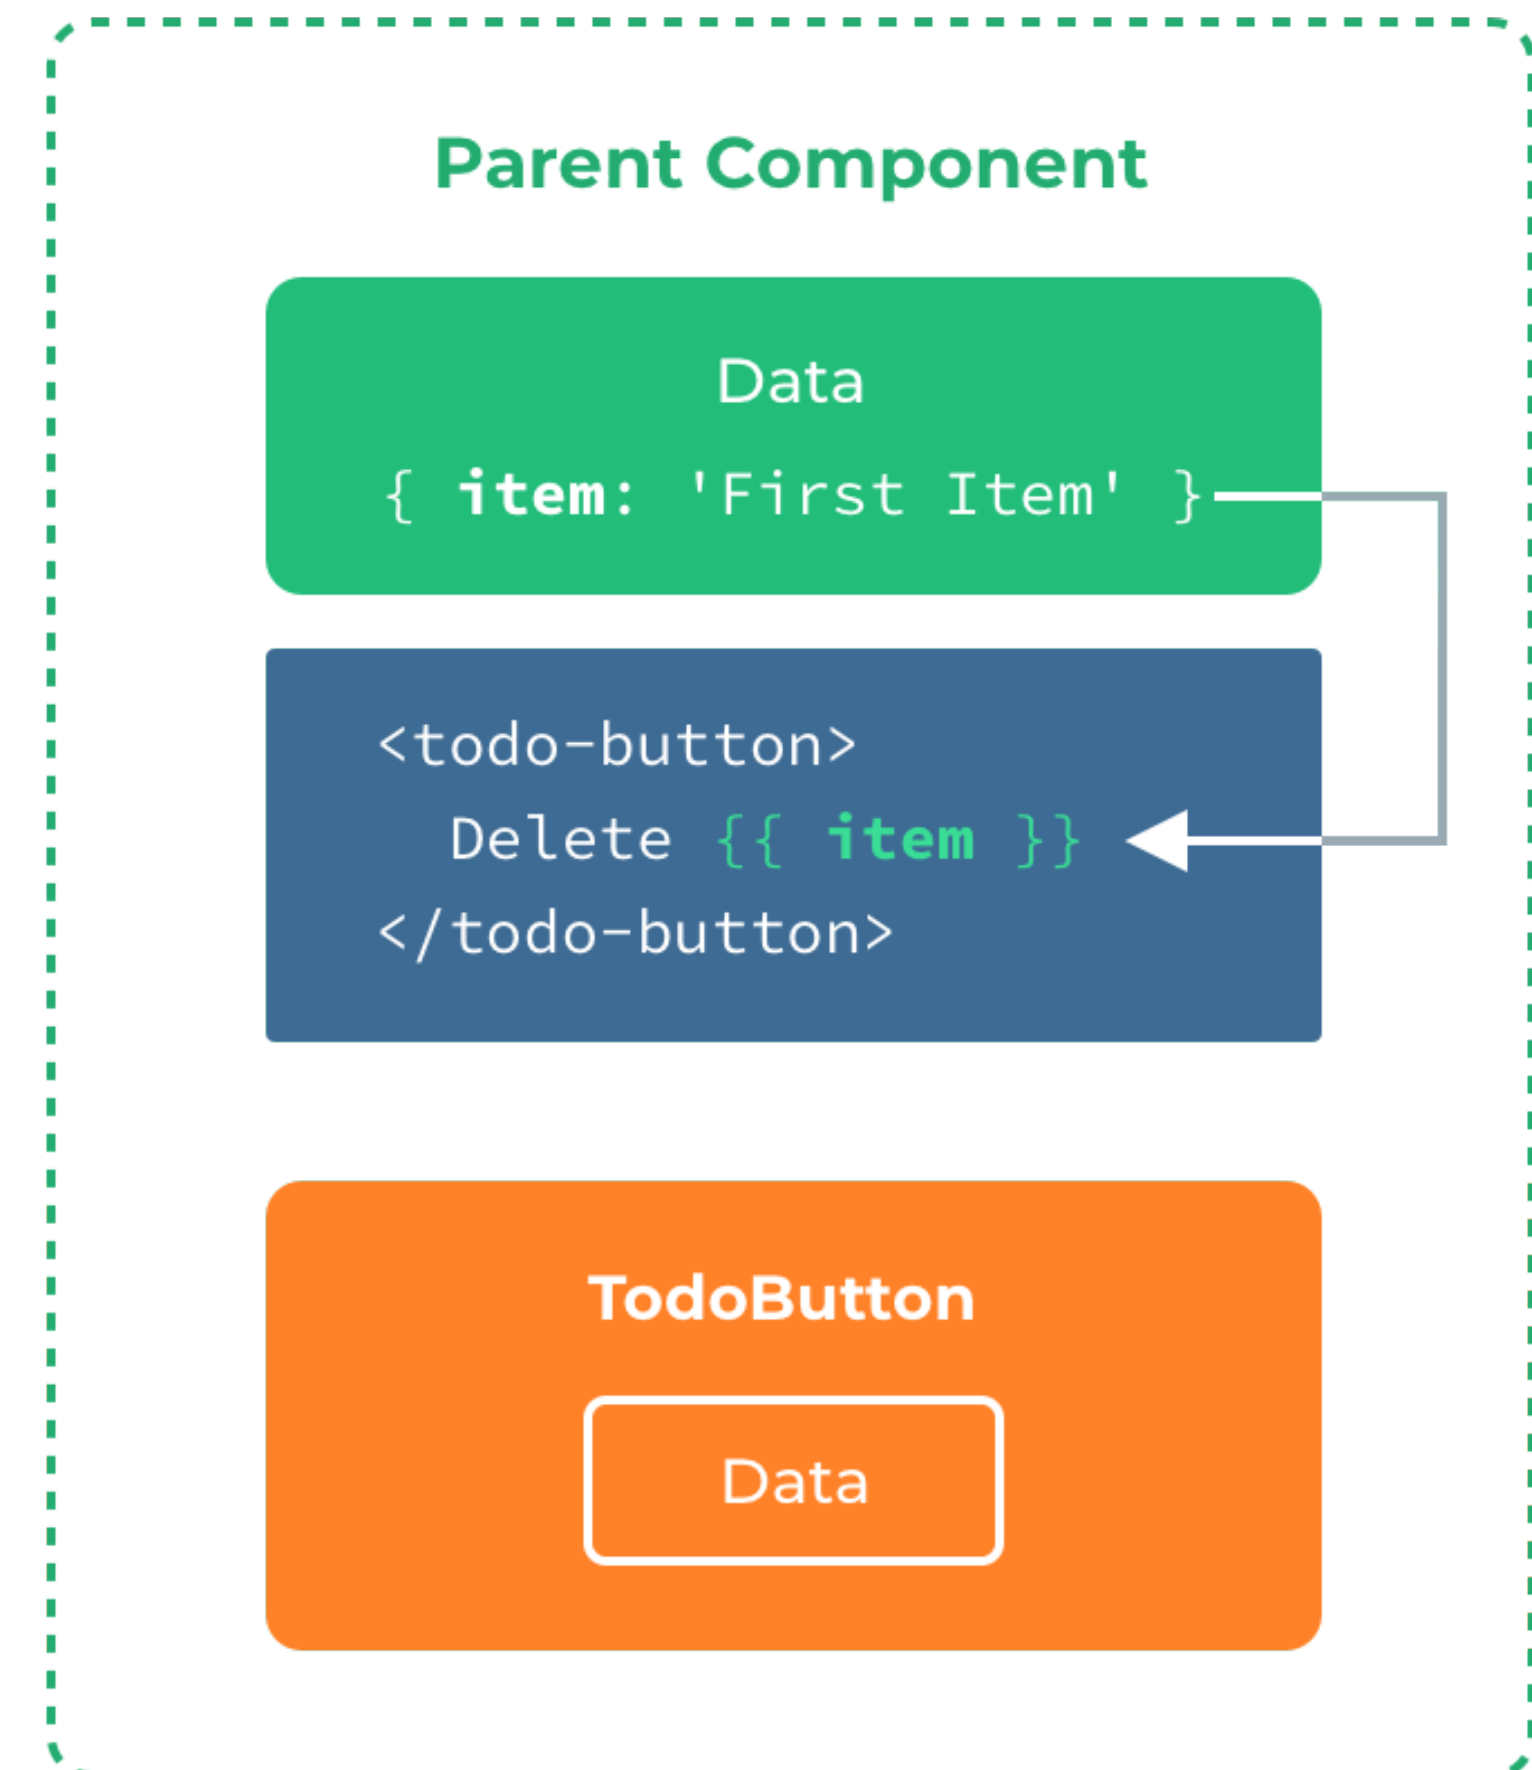 Parent Component
Data
{ item: 'First Item' }
<todo-button>
Delete {{ item }}
</todo-button>
TodoButton
Data